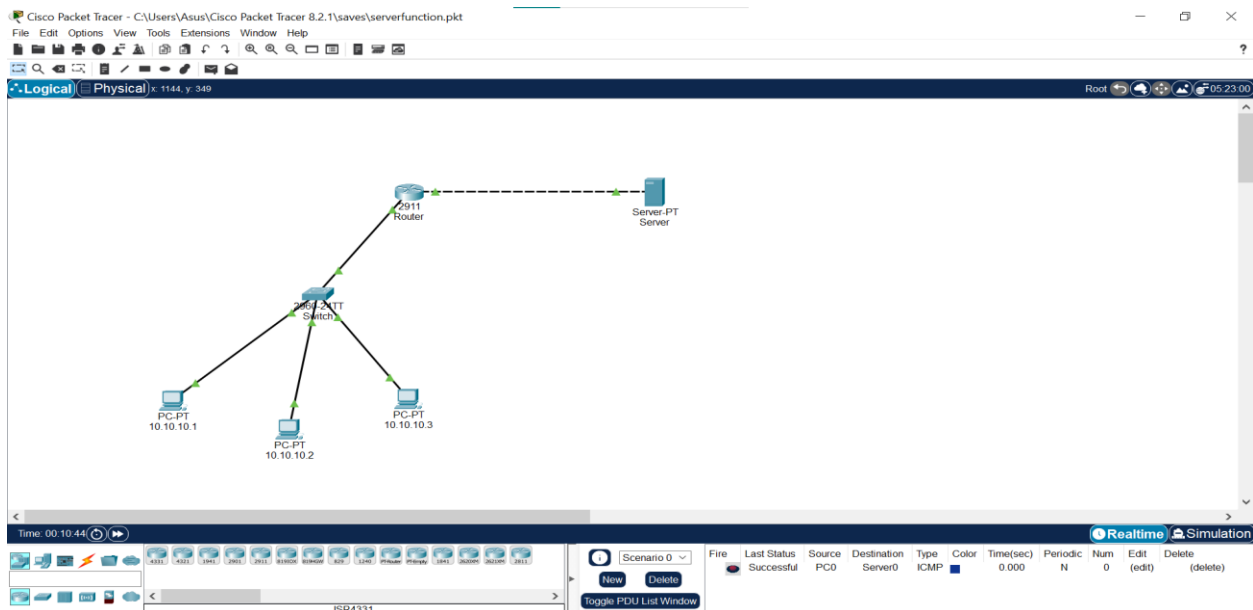 Cisco Packet Tracer - C:\Users\Asus\Cisco Packet Tracer 8.2.1\saves\serverfunction.pkt
File Edit Options View Tools Extensions Window Help
?
Logical Physical x: 1144, y: 349 Root 05:23:00
2911
Router
Server-PT
Server
2960-24TT
Switch
PC-PT
10.10.10.1
PC-PT
10.10.10.2
PC-PT
10.10.10.3
Time: 00:10:44 Realtime Simulation
4331 4321 1941 2901 2911 819IOX 819HGW 829 1240 PT-Router PT-Empty 1841 2620XM 2621XM 2811
ISR4331
Scenario 0
New Delete
Toggle PDU List Window
Fire Last Status Source Destination Type Color Time(sec) Periodic Num Edit Delete
Successful PC0 Server0 ICMP 0.000 N 0 (edit) (delete)